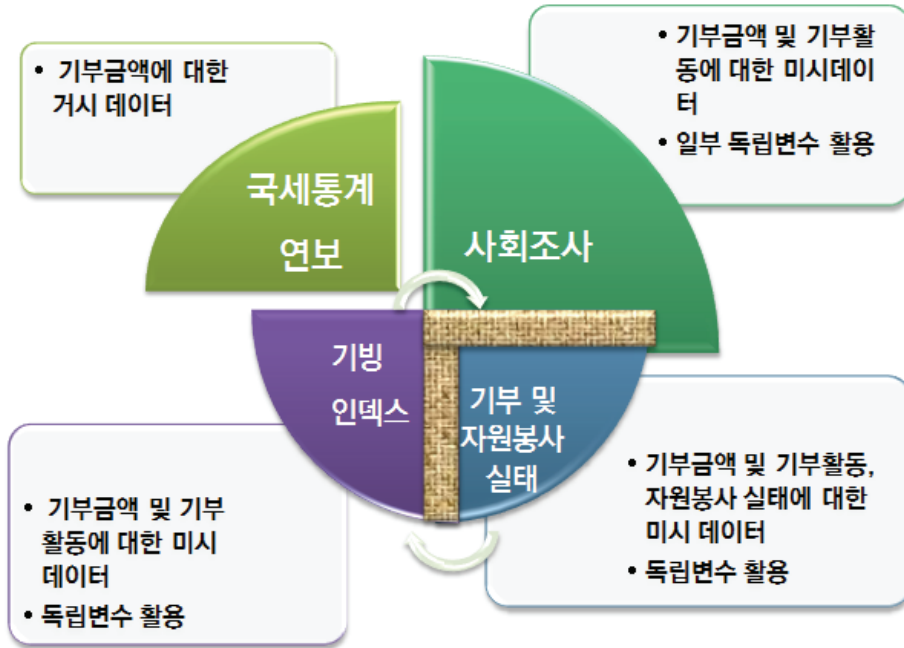 • 기부금액에 대한
거시 데이터
• 기부금액 및 기부활
동에 대한 미시데이
터
• 일부 독립변수 활용
국세통계
연보
사회조사
기빙
인덱스
기부 및
자원봉사
실태
• 기부금액 및 기부
활동에 대한 미시
데이터
• 독립변수 활용
• 기부금액 및 기부활동,
자원봉사 실태에 대한
미시 데이터
• 독립변수 활용